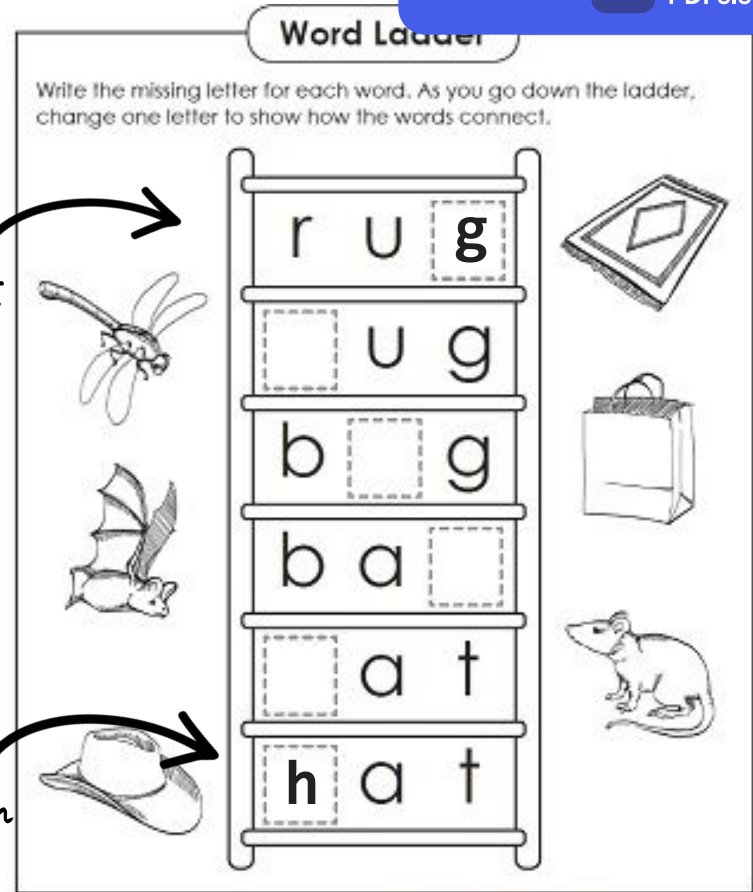 Word Ladder
Write the missing letter for each word. As you go down the ladder,
change one letter to show how the words connect.
r u g
u g
b g
b a
a t
h a t